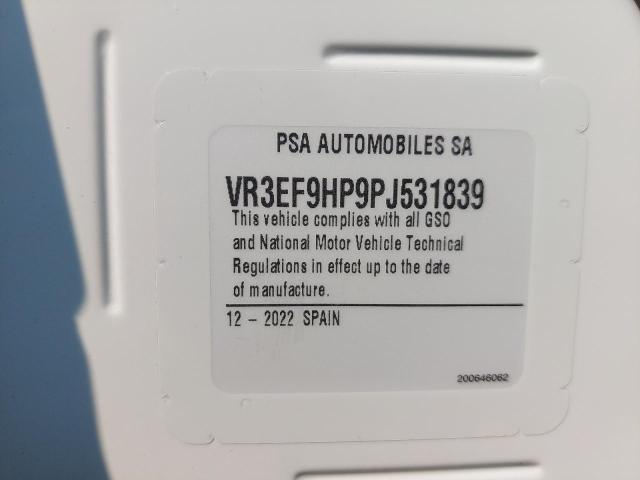 PSA AUTOMOBILES SA
VR3EF9HP9PJ531839
This vehicle complies with all GSO
and National Motor Vehicle Technical
Regulations in effect up to the date
of manufacture.
12 - 2022 SPAIN
200646062